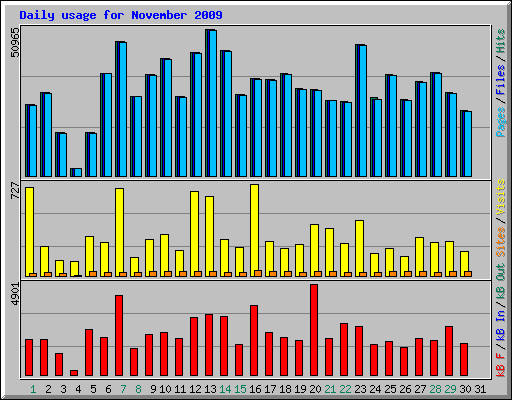 Daily usage for November 2009
50965
Pages / Files / Hits
727
Sites / Visits
4901
kB F / kB In / kB Out
1 2 3 4 5 6 7 8 9 10 11 12 13 14 15 16 17 18 19 20 21 22 23 24 25 26 27 28 29 30 31